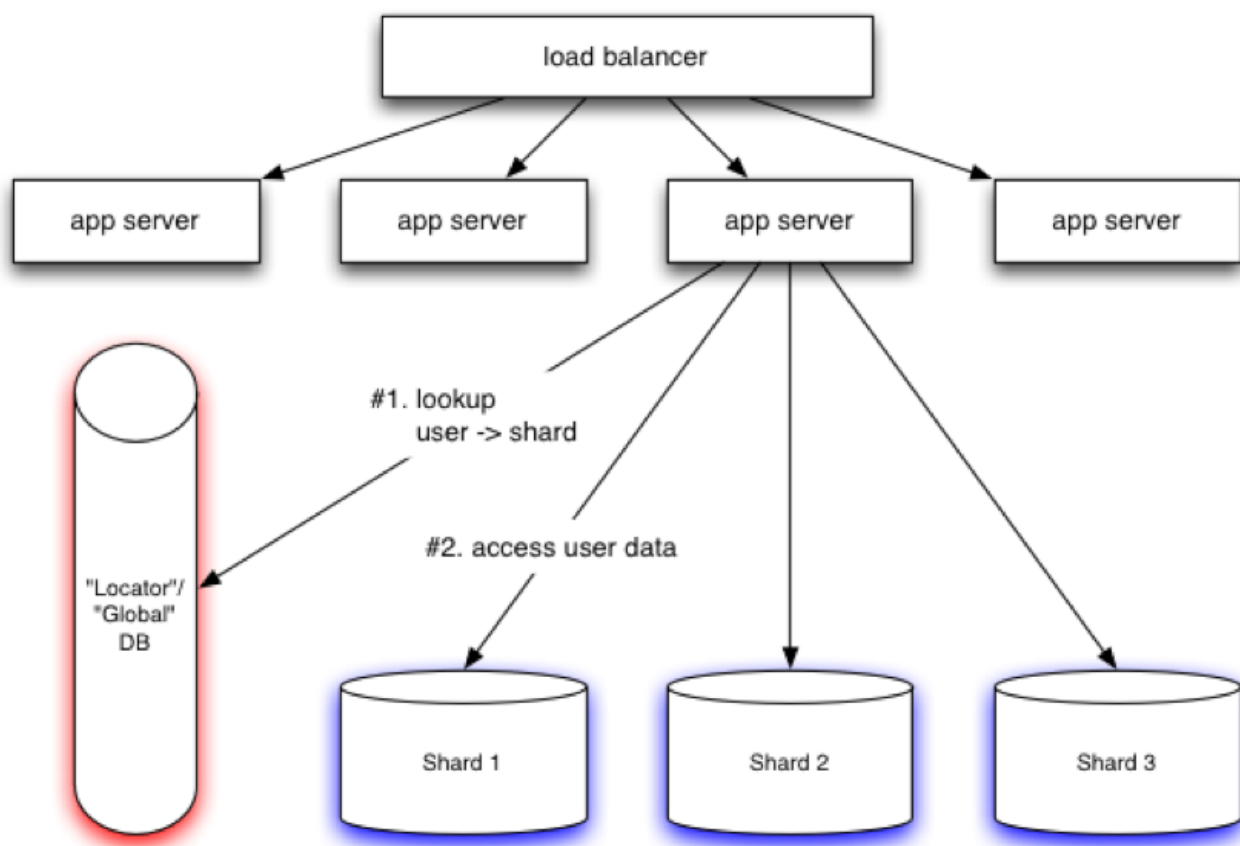 load balancer
app server
app server
app server
app server
#1. lookup
user -> shard
#2. access user data
"Locator"/
"Global"
DB
Shard 1
Shard 2
Shard 3